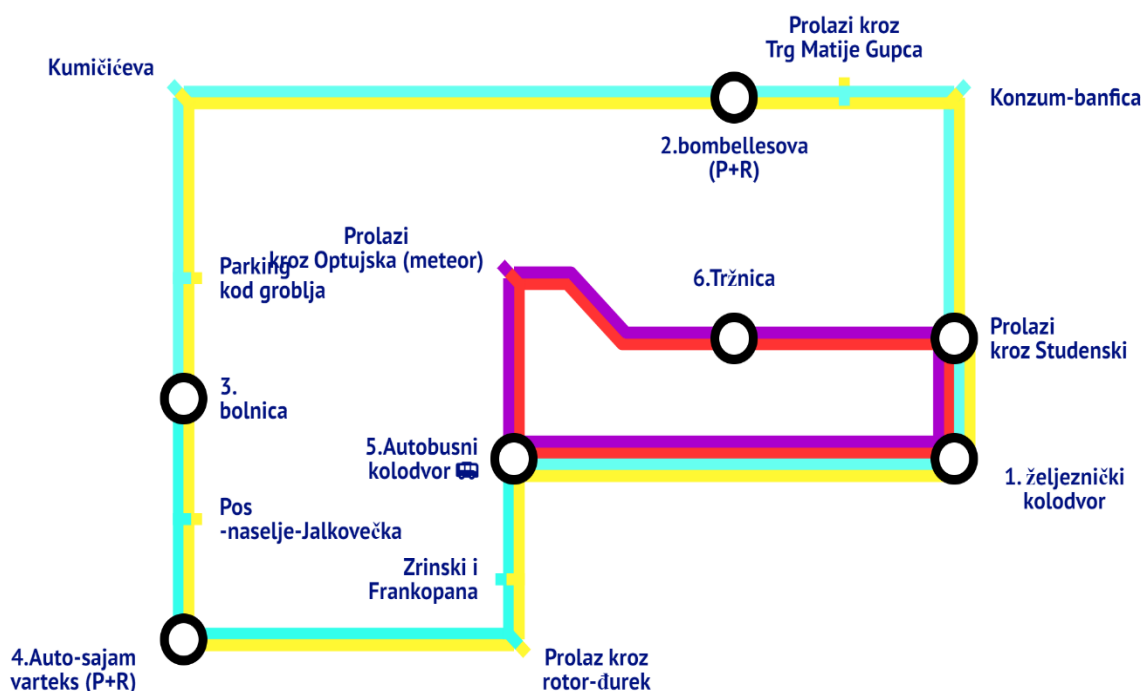 Prolazi kroz
Trg Matije Gupca
Kumičićeva
Konzum-banfica
2.bombellesova
(P+R)
Prolazi
kroz Optujska (meteor)
Parking
kod groblja
6.Tržnica
Prolazi
kroz Studenski
3.
bolnica
5.Autobusni
kolodvor
1. željeznički
kolodvor
Pos
-naselje-Jalkovečka
Zrinski i
Frankopana
4.Auto-sajam
varteks (P+R)
Prolaz kroz
rotor-đurek